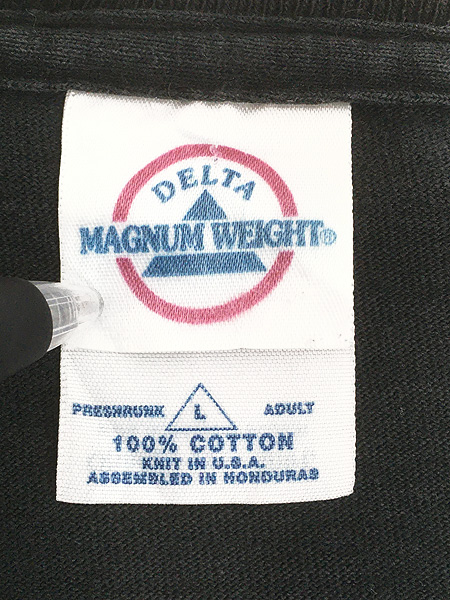 DELTA
MAGNUM WEIGHT®
PRESHRUNK L ADULT
100% COTTON
KNIT IN U.S.A.
ASSEMBLED IN HONDURAS